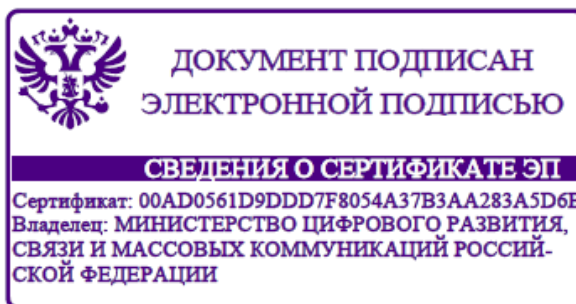 ДОКУМЕНТ ПОДПИСАН
ЭЛЕКТРОННОЙ ПОДПИСЬЮ
СВЕДЕНИЯ О СЕРТИФИКАТЕ ЭП
Сертификат: 00AD0561D9DDD7F8054A37B3AA283A5D6E
Владелец: МИНИСТЕРСТВО ЦИФРОВОГО РАЗВИТИЯ,
СВЯЗИ И МАССОВЫХ КОММУНИКАЦИЙ РОССИЙ-
СКОЙ ФЕДЕРАЦИИ